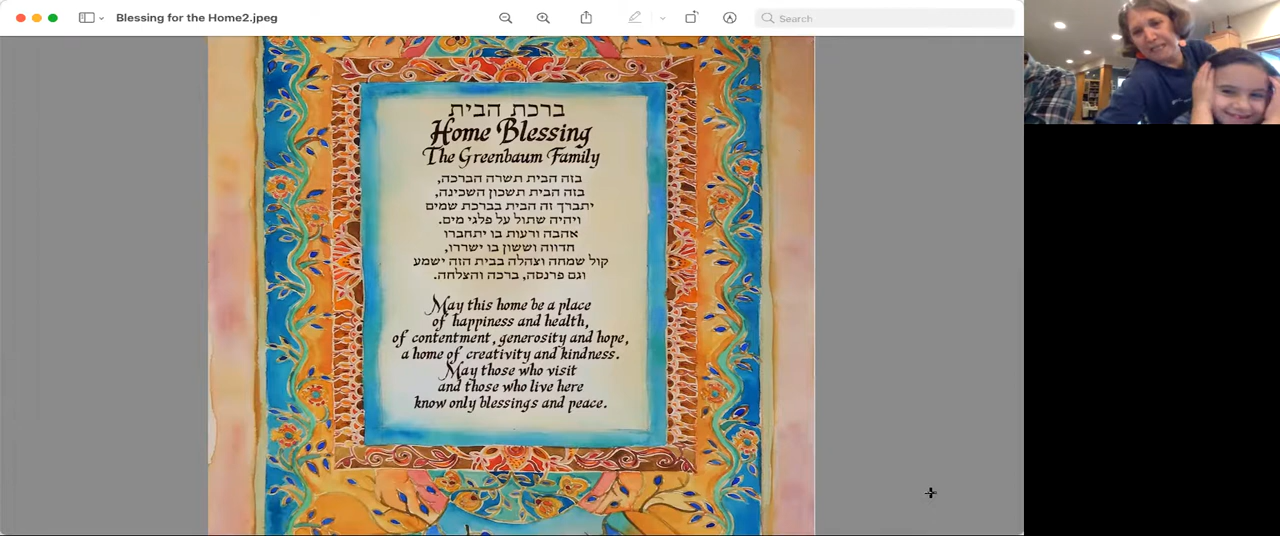 Blessing for the Home2.jpeg
Search
ברכת הבית
Home Blessing
The Greenbaum Family
בזה הבית תשרה הברכה,
בזה הבית תשכון השכינה,
יתברך זה הבית בברכת שמים
ויהיה שתול על פלגי מים.
אהבה ורעות בו יתחברו
חדווה וששון בו ישררו,
קול שמחה וצהלה בבית הזה ישמע
וגם פרנסה, ברכה והצלחה.
May this home be a place
of happiness and health,
of contentment, generosity and hope,
a home of creativity and kindness.
May those who visit
and those who live here
know only blessings and peace.